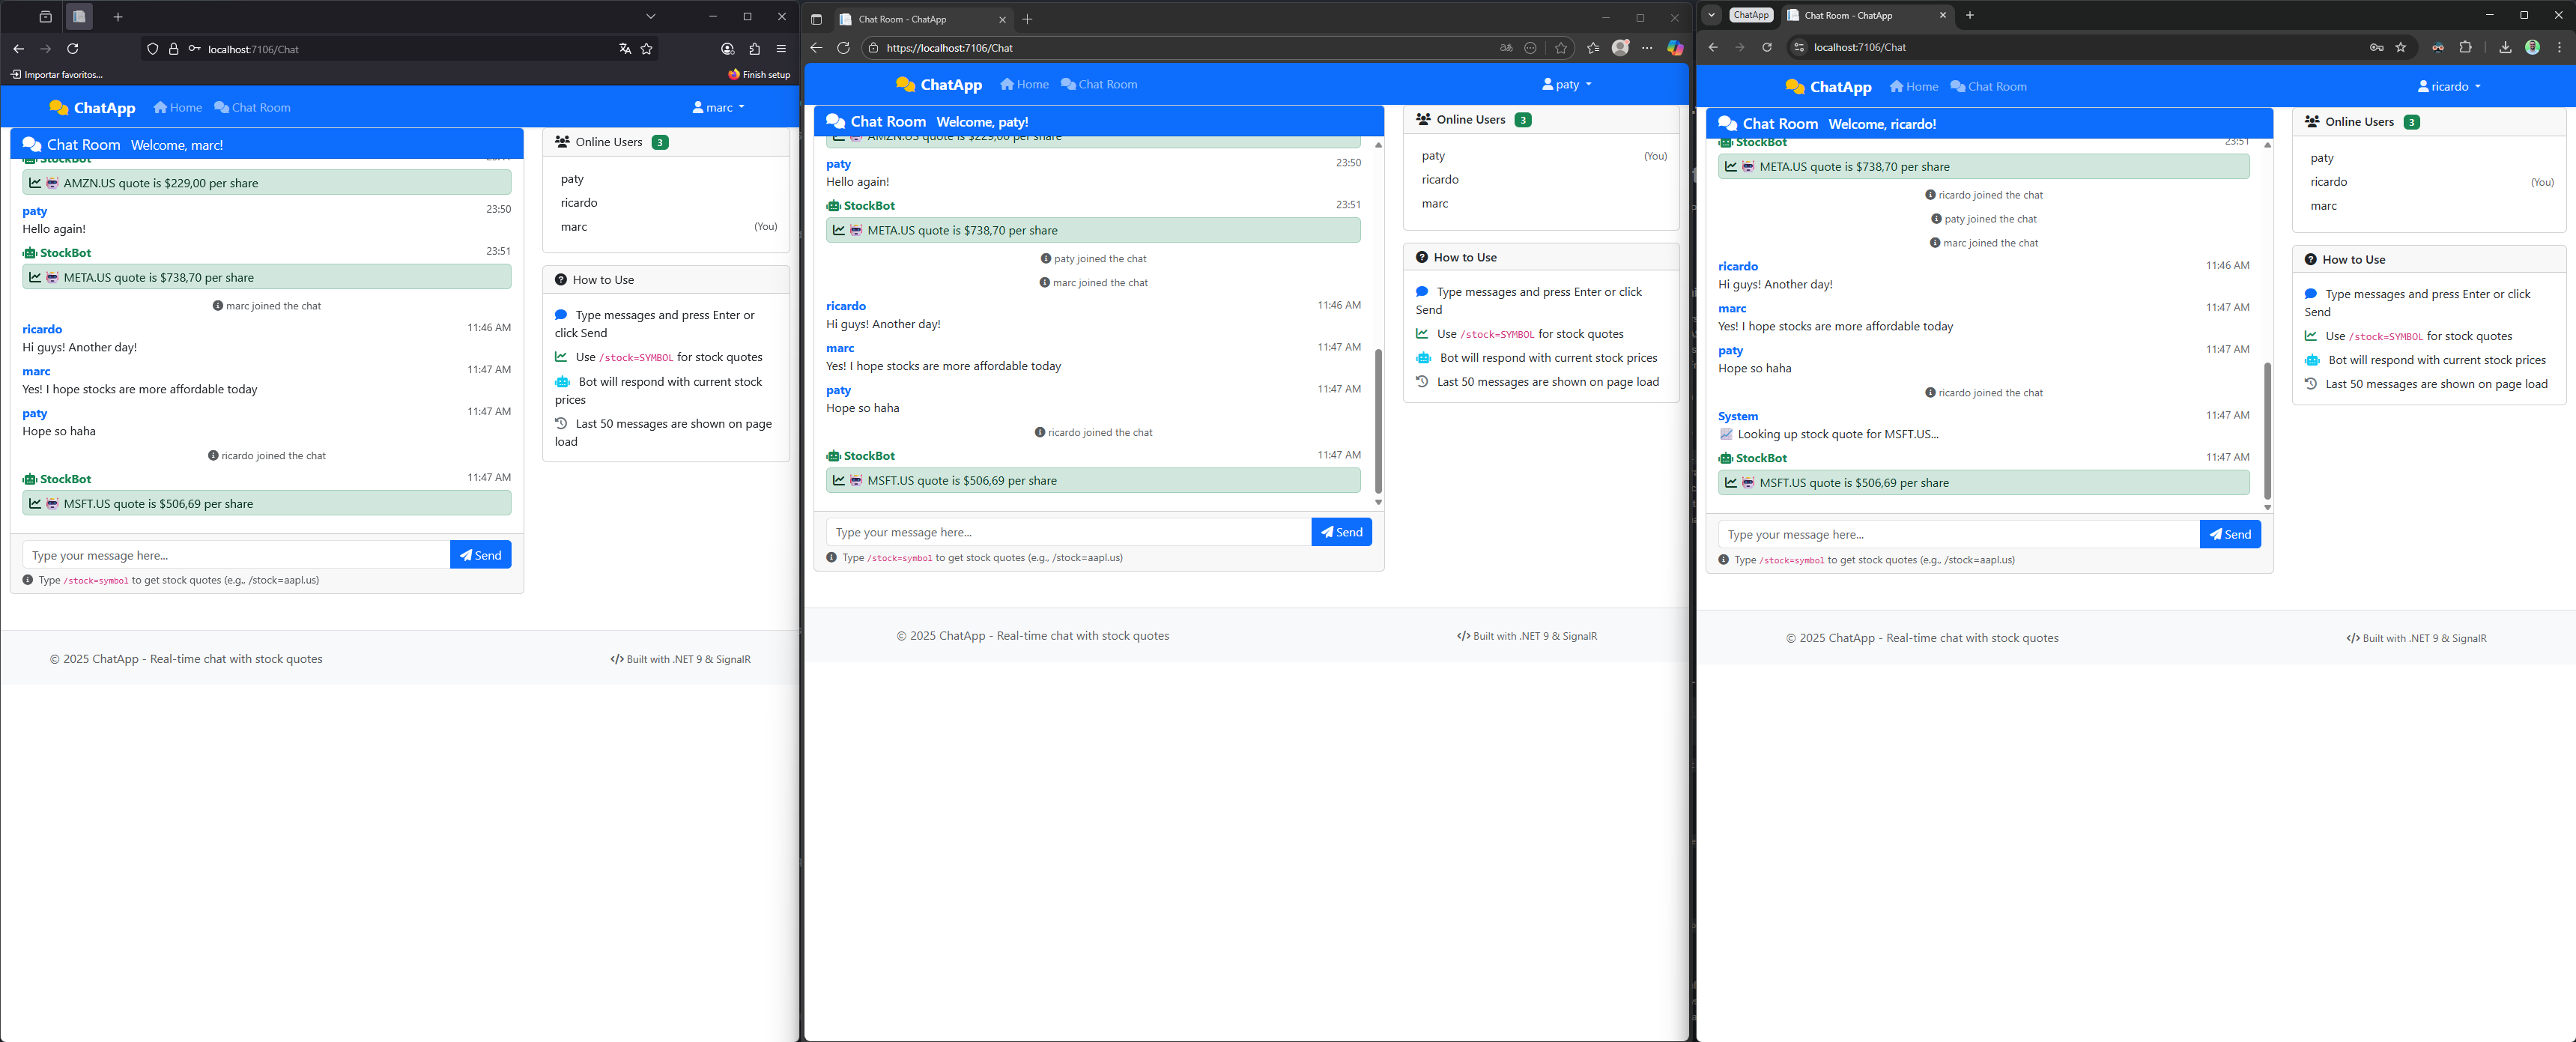 localhost:7106/Chat
Importar favoritos...
Finish setup
ChatApp Home Chat Room marc
Chat Room Welcome, marc!
StockBot
AMZN.US quote is $229,00 per share
paty 23:50
Hello again!
StockBot 23:51
META.US quote is $738,70 per share
marc joined the chat
ricardo 11:46 AM
Hi guys! Another day!
marc 11:47 AM
Yes! I hope stocks are more affordable today
paty 11:47 AM
Hope so haha
ricardo joined the chat
StockBot 11:47 AM
MSFT.US quote is $506,69 per share
Type your message here... Send
Type /stock=symbol to get stock quotes (e.g., /stock=aapl.us)
Online Users 3
paty
ricardo
marc (You)
How to Use
Type messages and press Enter or
click Send
Use /stock=SYMBOL for stock quotes
Bot will respond with current stock
prices
Last 50 messages are shown on page
load
© 2025 ChatApp - Real-time chat with stock quotes
Built with .NET 9 & SignalR
Chat Room - ChatApp
https://localhost:7106/Chat
ChatApp Home Chat Room paty
Chat Room Welcome, paty!
AMZN.US quote is $229,00 per share
paty 23:50
Hello again!
StockBot 23:51
META.US quote is $738,70 per share
paty joined the chat
marc joined the chat
ricardo 11:46 AM
Hi guys! Another day!
marc 11:47 AM
Yes! I hope stocks are more affordable today
paty 11:47 AM
Hope so haha
ricardo joined the chat
StockBot 11:47 AM
MSFT.US quote is $506,69 per share
Type your message here... Send
Type /stock=symbol to get stock quotes (e.g., /stock=aapl.us)
Online Users 3
paty (You)
ricardo
marc
How to Use
Type messages and press Enter or click
Send
Use /stock=SYMBOL for stock quotes
Bot will respond with current stock prices
Last 50 messages are shown on page load
© 2025 ChatApp - Real-time chat with stock quotes
Built with .NET 9 & SignalR
ChatApp Chat Room - ChatApp
localhost:7106/Chat
ChatApp Home Chat Room ricardo
Chat Room Welcome, ricardo!
StockBot 23:51
META.US quote is $738,70 per share
ricardo joined the chat
paty joined the chat
marc joined the chat
ricardo 11:46 AM
Hi guys! Another day!
marc 11:47 AM
Yes! I hope stocks are more affordable today
paty 11:47 AM
Hope so haha
ricardo joined the chat
System 11:47 AM
Looking up stock quote for MSFT.US...
StockBot 11:47 AM
MSFT.US quote is $506,69 per share
Type your message here... Send
Type /stock=symbol to get stock quotes (e.g., /stock=aapl.us)
Online Users 3
paty
ricardo (You)
marc
How to Use
Type messages and press Enter or click
Send
Use /stock=SYMBOL for stock quotes
Bot will respond with current stock prices
Last 50 messages are shown on page load
© 2025 ChatApp - Real-time chat with stock quotes
Built with .NET 9 & SignalR